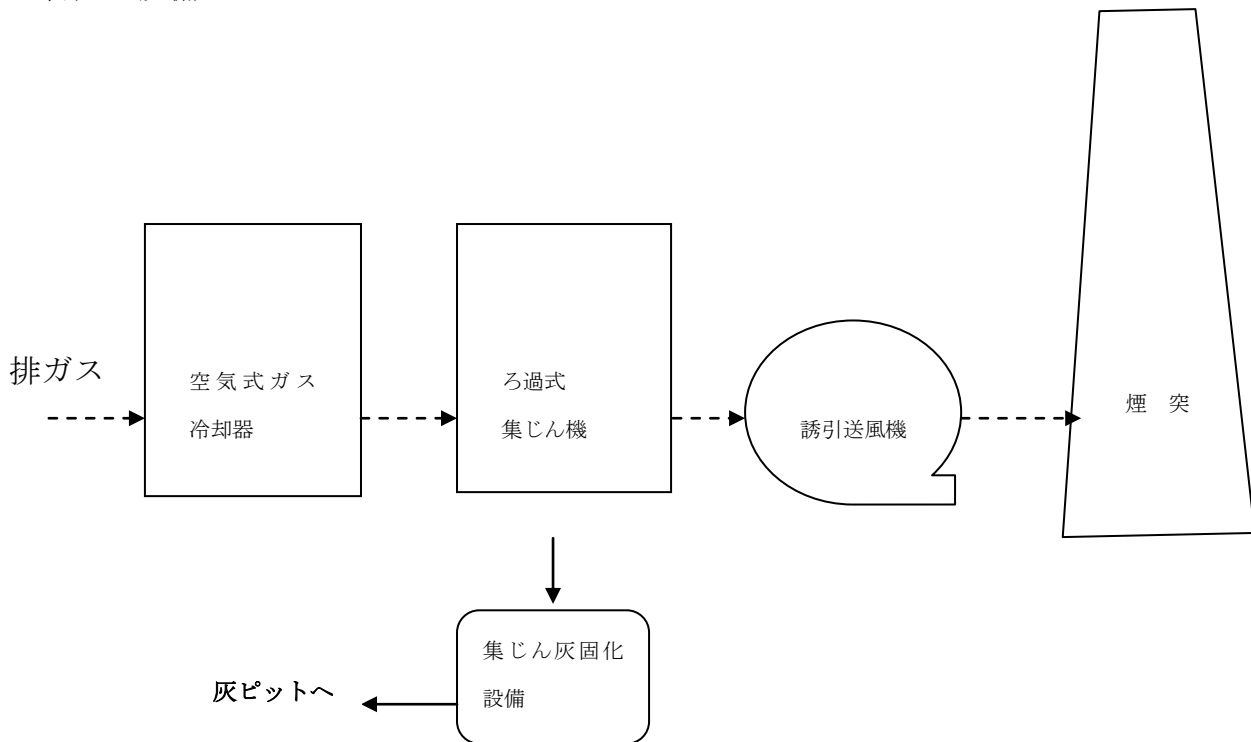 排ガス
空気式ガス
冷却器
ろ過式
集じん機
誘引送風機
煙　突
集じん灰固化
設備
灰ピットへ